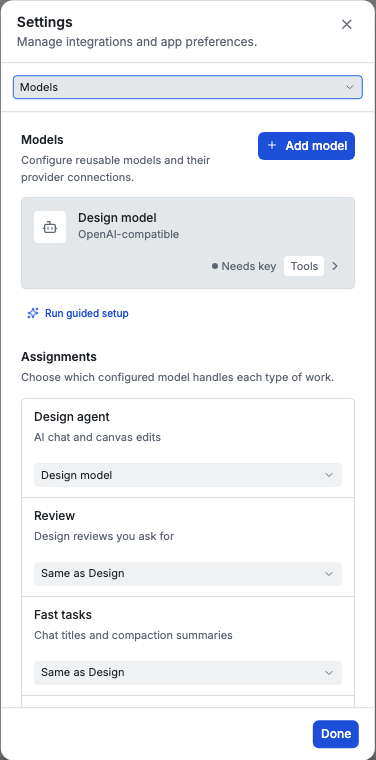 Settings
Manage integrations and app preferences.
Models
Models
Add model
Configure reusable models and their
provider connections.
Design model
OpenAI-compatible
Needs key
Tools
Run guided setup
Assignments
Choose which configured model handles each type of work.
Design agent
AI chat and canvas edits
Design model
Review
Design reviews you ask for
Same as Design
Fast tasks
Chat titles and compaction summaries
Same as Design
Done